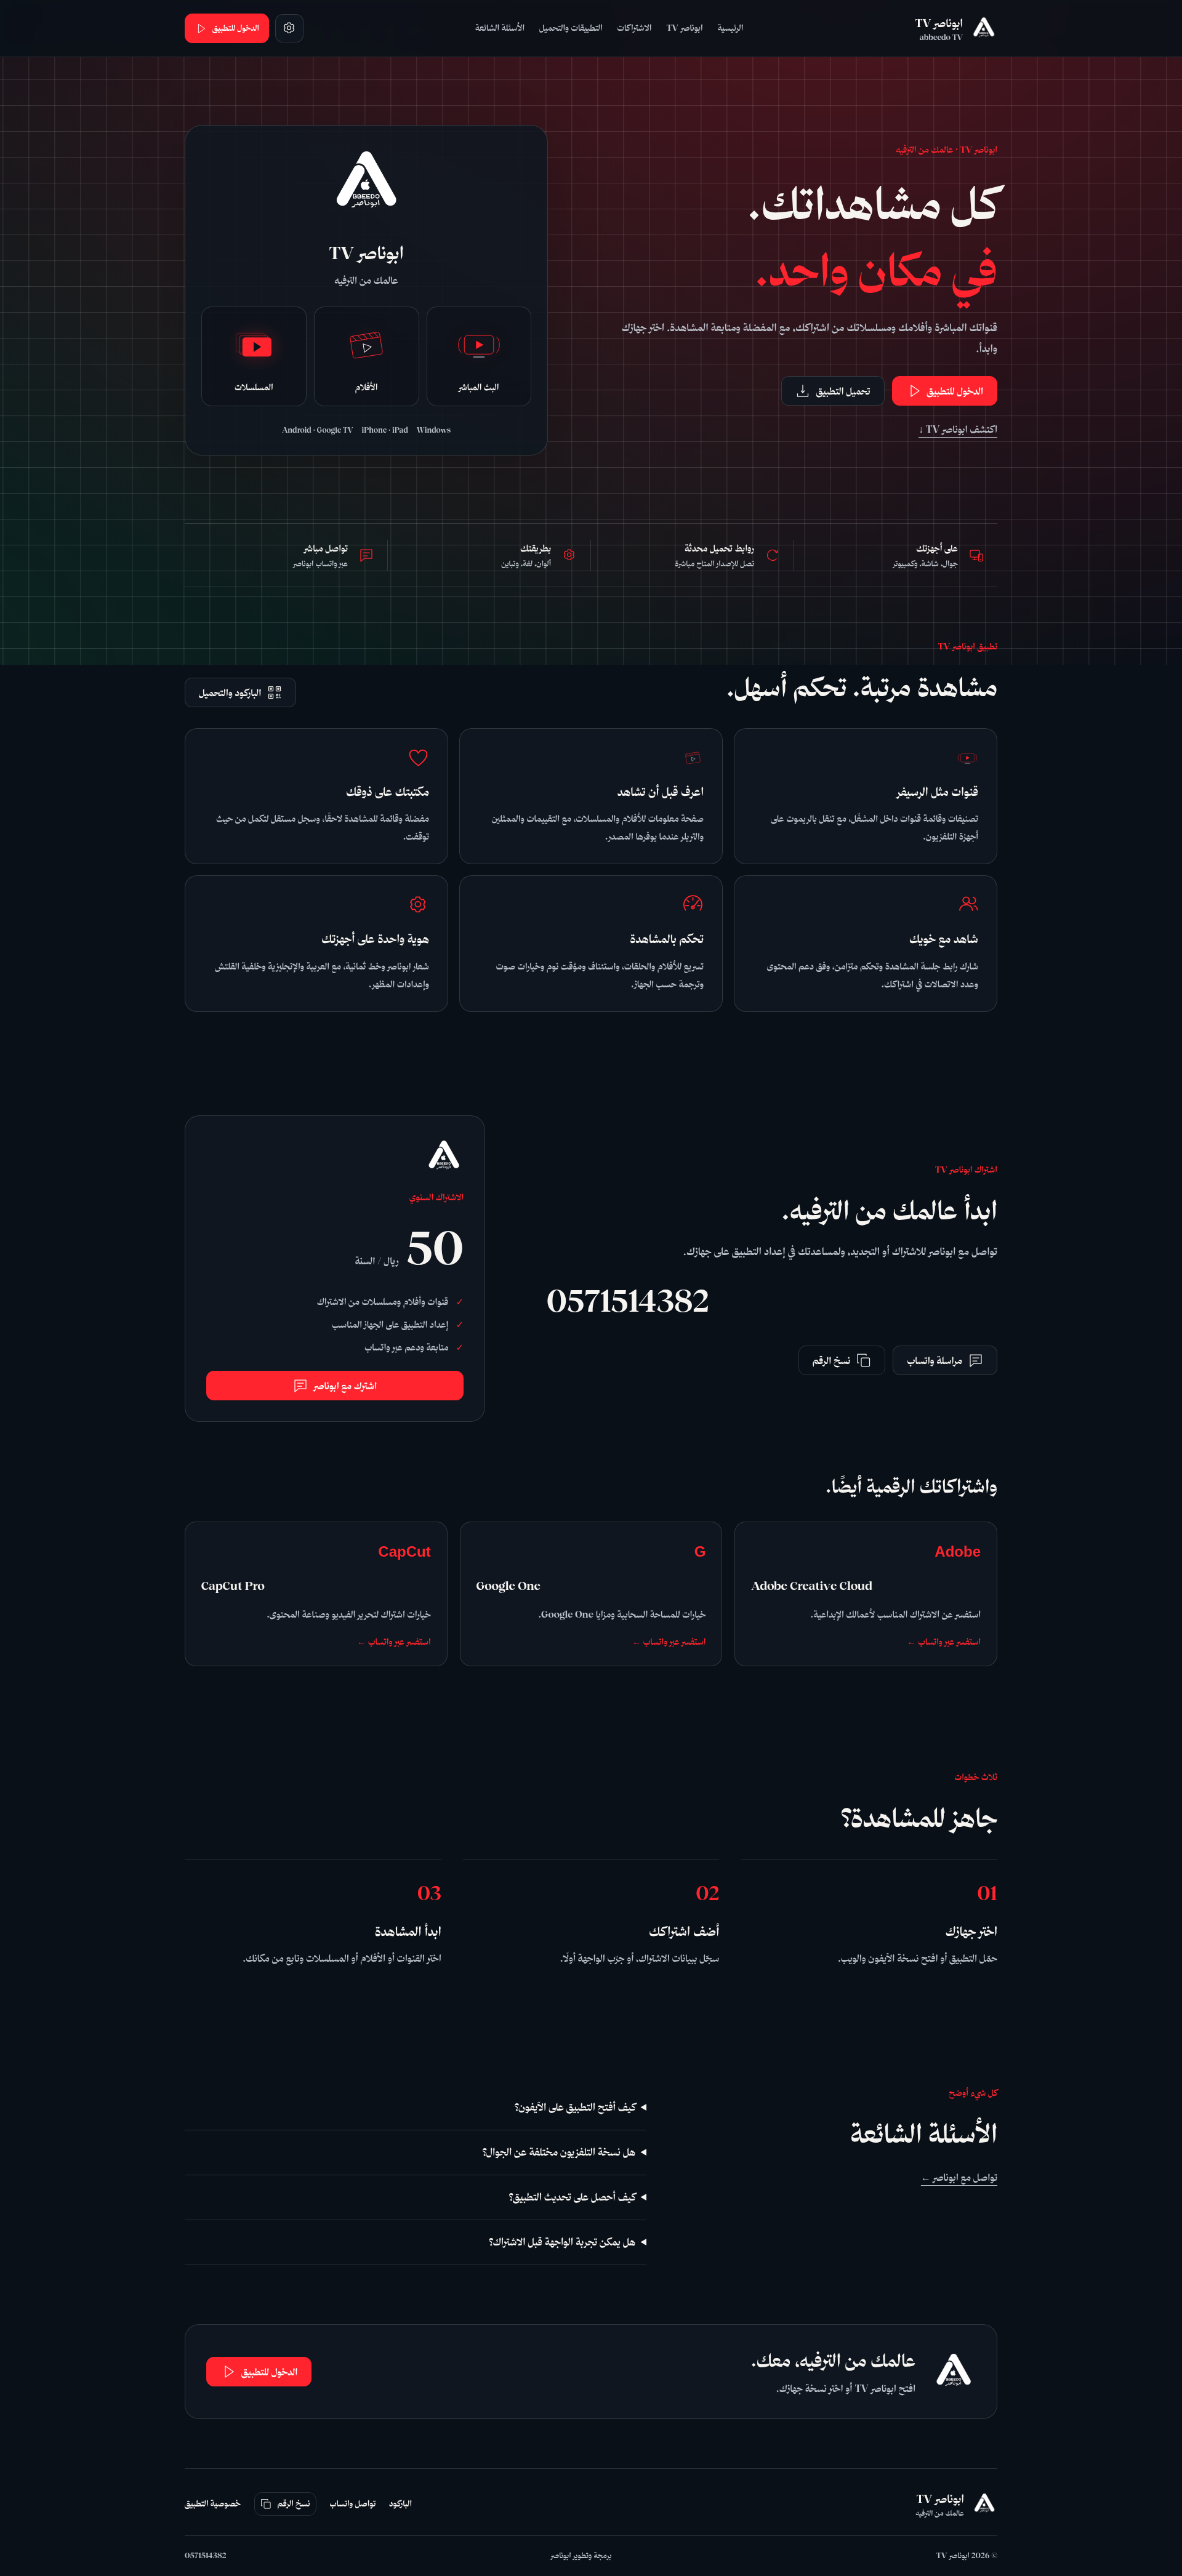 ابوناصر TV
abbeedo TV
الرئيسية
ابوناصر TV
الاشتراكات
التطبيقات والتحميل
الأسئلة الشائعة
الدخول للتطبيق
ابوناصر TV · عالمك من الترفيه
كل مشاهداتك.
في مكان واحد.
قنواتك المباشرة وأفلامك ومسلسلاتك من اشتراكك، مع المفضلة ومتابعة المشاهدة. اختر جهازك
وابدأ.
الدخول للتطبيق
تحميل التطبيق
اكتشف ابوناصر TV ↓
BGEEDO
ابوناصر
ابوناصر TV
عالمك من الترفيه
البث المباشر
الأفلام
المسلسلات
Android · Google TV
iPhone · iPad
Windows
على أجهزتك
جوال، شاشة، وكمبيوتر
روابط تحميل محدثة
تصل للإصدار المتاح مباشرة
بطريقتك
ألوان، لغة، وتباين
تواصل مباشر
عبر واتساب ابوناصر
تطبيق ابوناصر TV
مشاهدة مرتبة. تحكم أسهل.
الباركود والتحميل
قنوات مثل الرسيفر
تصنيفات وقائمة قنوات داخل المشغّل، مع تنقل بالريموت على
أجهزة التلفزيون.
اعرف قبل أن تشاهد
صفحة معلومات للأفلام والمسلسلات، مع التقييمات والممثلين
والتريلر عندما يوفرها المصدر.
مكتبتك على ذوقك
مفضلة وقائمة للمشاهدة لاحقًا، وسجل مستقل لتكمل من حيث
توقفت.
شاهد مع خويك
شارك رابط جلسة المشاهدة وتحكم متزامن، وفق دعم المحتوى
وعدد الاتصالات في اشتراكك.
تحكم بالمشاهدة
تسريع للأفلام والحلقات، واستئناف ومؤقت نوم وخيارات صوت
وترجمة حسب الجهاز.
هوية واحدة على أجهزتك
شعار ابوناصر وخط ثمانية، مع العربية والإنجليزية وخلفية القلتش
وإعدادات المظهر.
اشتراك ابوناصر TV
ابدأ عالمك من الترفيه.
تواصل مع ابوناصر للاشتراك أو التجديد، ولمساعدتك في إعداد التطبيق على جهازك.
0571514382
مراسلة واتساب
نسخ الرقم
الاشتراك السنوي
50 ريال / السنة
✓ قنوات وأفلام ومسلسلات من الاشتراك
✓ إعداد التطبيق على الجهاز المناسب
✓ متابعة ودعم عبر واتساب
اشترك مع ابوناصر
واشتراكاتك الرقمية أيضًا.
Adobe
Adobe Creative Cloud
استفسر عن الاشتراك المناسب لأعمالك الإبداعية.
استفسر عبر واتساب ←
G
Google One
خيارات للمساحة السحابية ومزايا Google One.
استفسر عبر واتساب ←
CapCut
CapCut Pro
خيارات اشتراك لتحرير الفيديو وصناعة المحتوى.
استفسر عبر واتساب ←
ثلاث خطوات
جاهز للمشاهدة؟
01
اختر جهازك
حمّل التطبيق أو افتح نسخة الآيفون والويب.
02
أضف اشتراكك
سجّل ببيانات الاشتراك، أو جرّب الواجهة أولًا.
03
ابدأ المشاهدة
اختر القنوات أو الأفلام أو المسلسلات وتابع من مكانك.
كل شيء أوضح
الأسئلة الشائعة
تواصل مع ابوناصر ←
كيف أفتح التطبيق على الآيفون؟
هل نسخة التلفزيون مختلفة عن الجوال؟
كيف أحصل على تحديث التطبيق؟
هل يمكن تجربة الواجهة قبل الاشتراك؟
عالمك من الترفيه، معك.
افتح ابوناصر TV أو اختر نسخة جهازك.
الدخول للتطبيق
ابوناصر TV
عالمك من الترفيه
الباركود
تواصل واتساب
نسخ الرقم
خصوصية التطبيق
© 2026 ابوناصر TV
برمجة وتطوير ابوناصر
0571514382